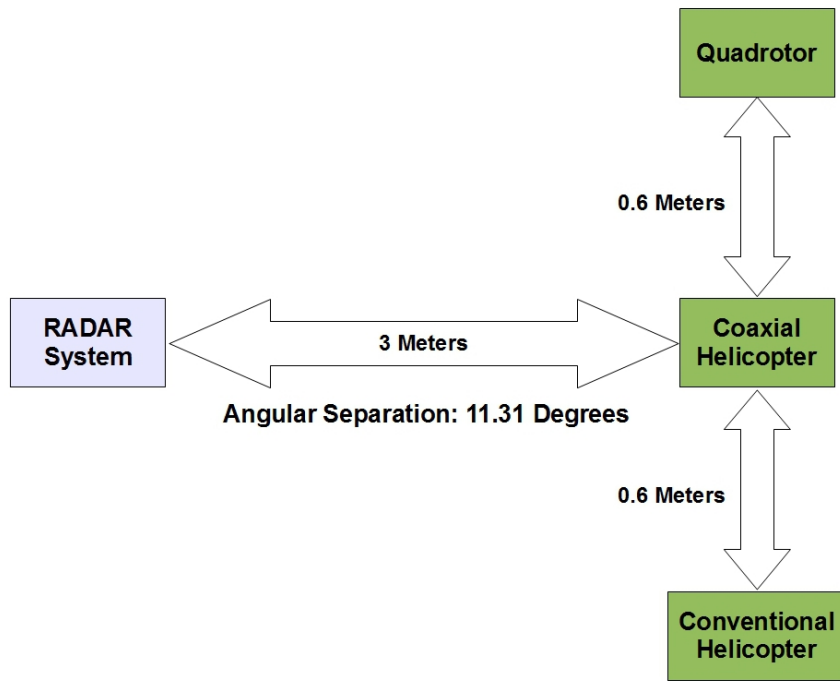 Quadrotor
0.6 Meters
RADAR
System
3 Meters
Coaxial
Helicopter
Angular Separation: 11.31 Degrees
0.6 Meters
Conventional
Helicopter